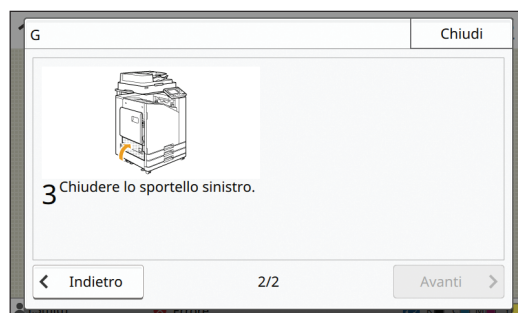 G
Chiudi
3 Chiudere lo sportello sinistro.
Indietro
2/2
Avanti